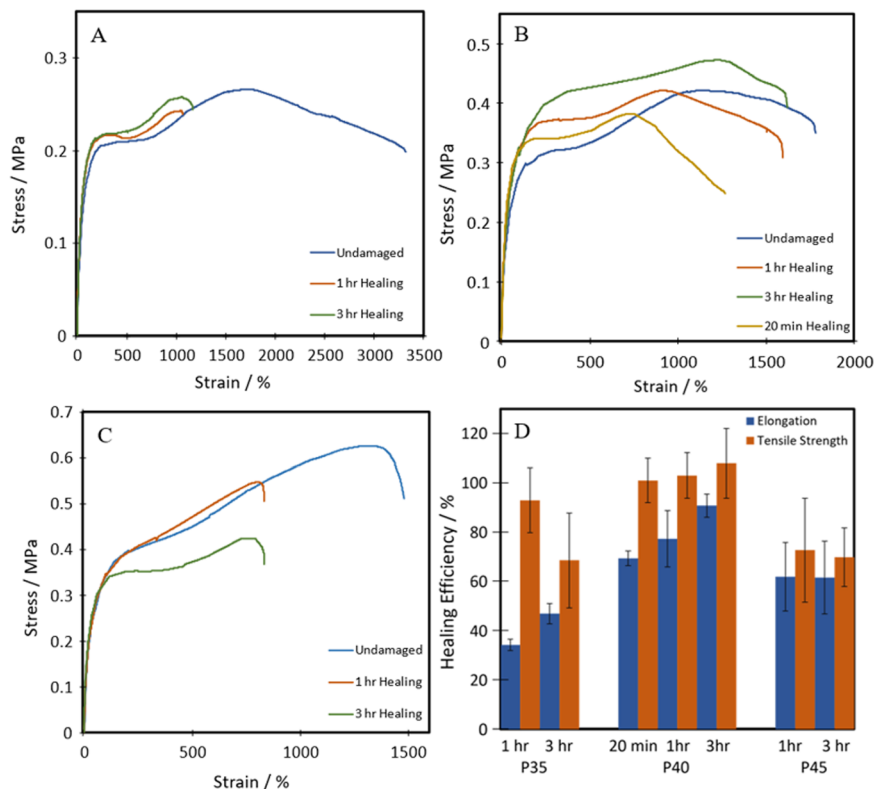 A
0.3
0.2
0.1
0
Stress / MPa
Undamaged
1 hr Healing
3 hr Healing
0 500 1000 1500 2000 2500 3000 3500
Strain / %
B
0.5
0.4
0.3
0.2
0.1
0
Stress / MPa
Undamaged
1 hr Healing
3 hr Healing
20 min Healing
0 500 1000 1500 2000
Strain / %
C
0.7
0.6
0.5
0.4
0.3
0.2
0.1
0
Stress / MPa
Undamaged
1 hr Healing
3 hr Healing
0 500 1000 1500
Strain / %
D
Elongation
Tensile Strength
120
100
80
60
40
20
0
Healing Efficiency / %
1 hr 3 hr 20 min 1hr 3hr 1hr 3 hr
P35 P40 P45